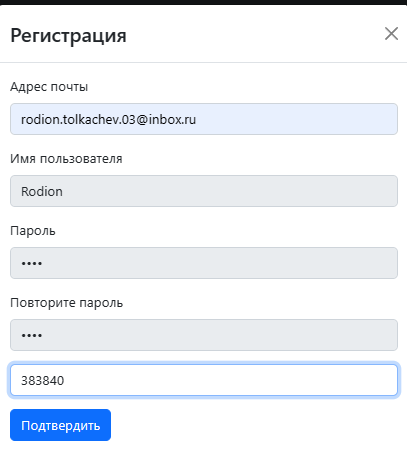 Регистрация
Адрес почты
rodion.tolkachev.03@inbox.ru
Имя пользователя
Rodion
Пароль
••••
Повторите пароль
••••
383840
Подтвердить